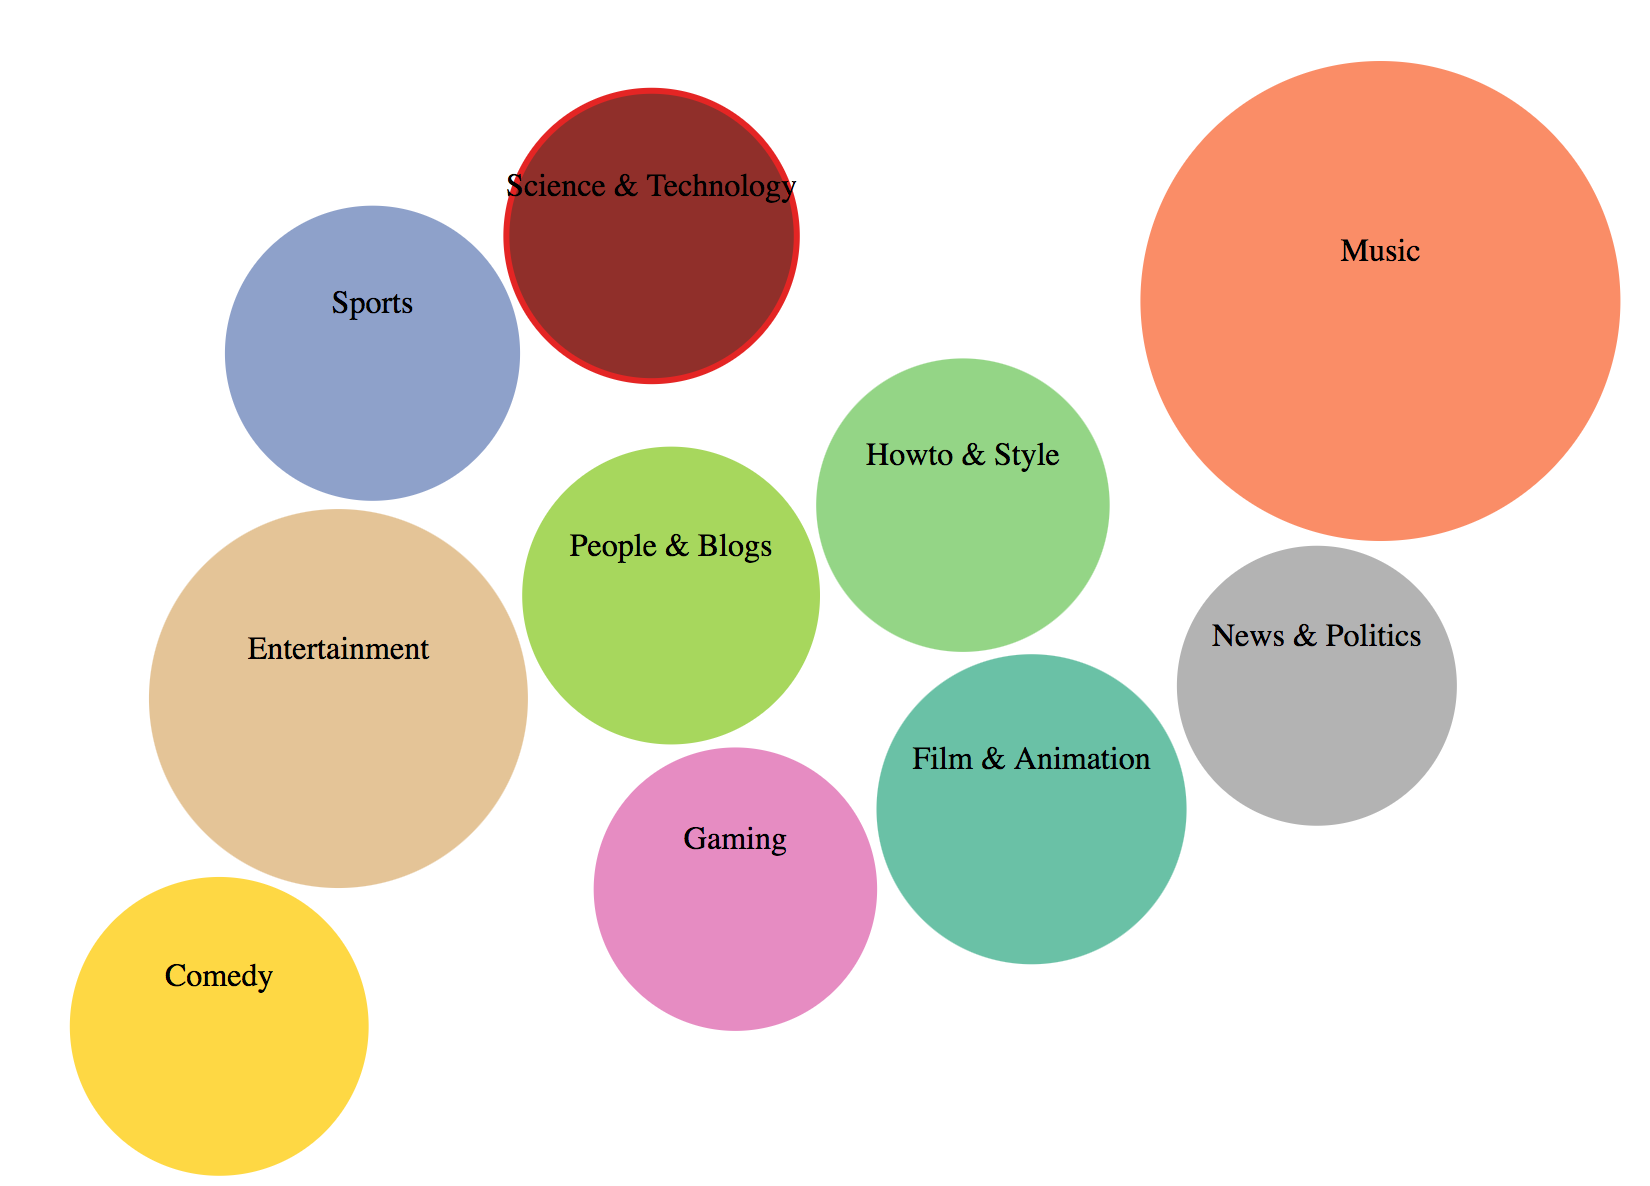 Science & Technology
Music
Sports
Howto & Style
People & Blogs
News & Politics
Entertainment
Film & Animation
Gaming
Comedy